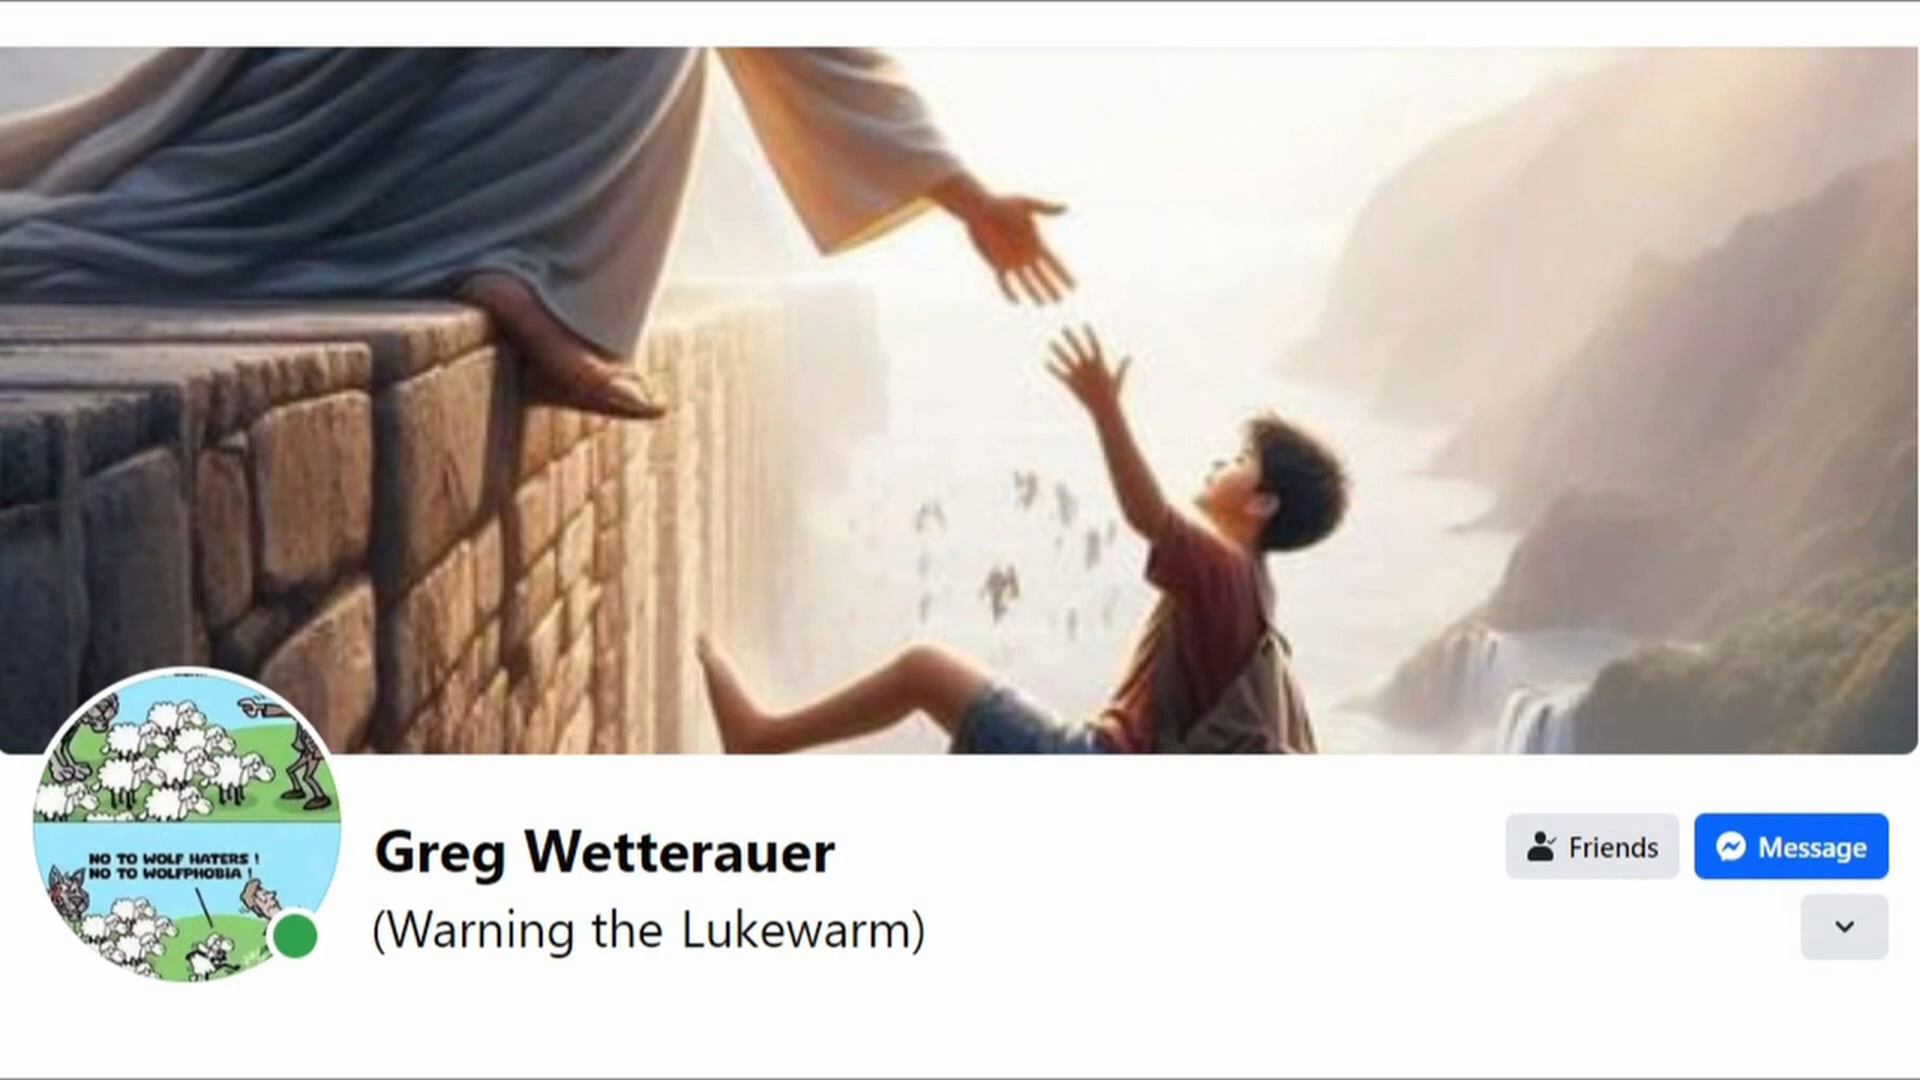 NO TO WOLF HATERS !
NO TO WOLFPHOBIA !
Greg Wetterauer
(Warning the Lukewarm)
Friends
Message